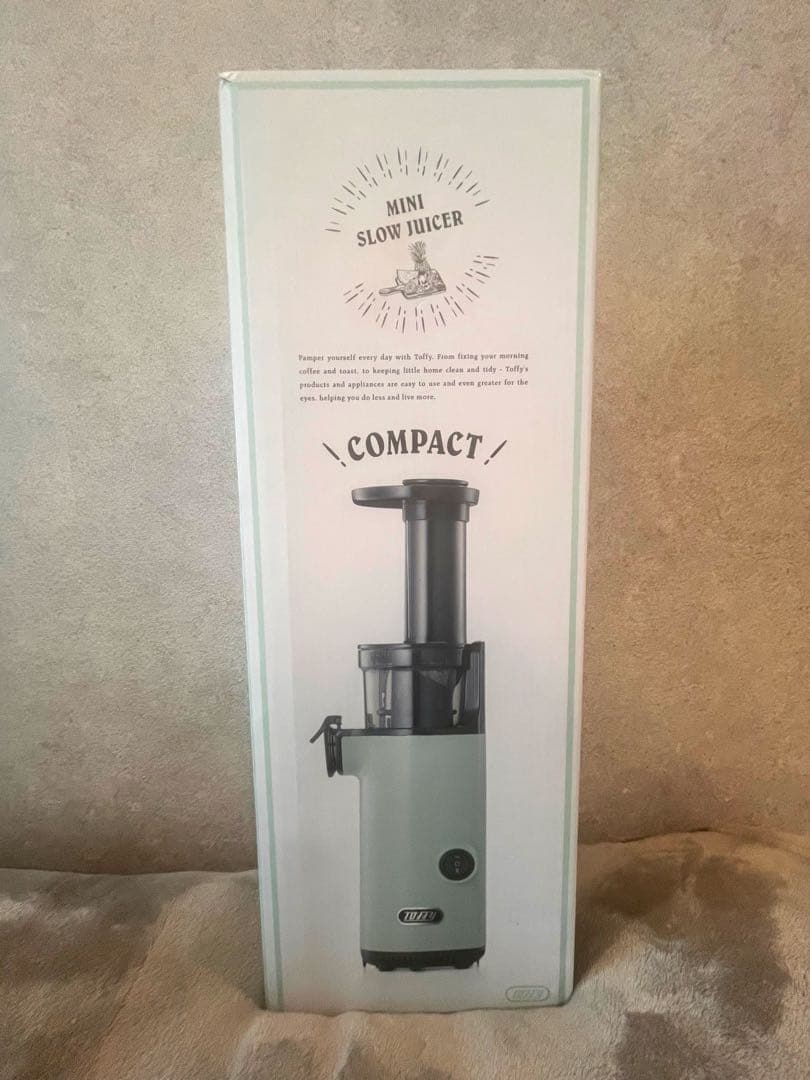 MINI
SLOW JUICER
Pamper yourself every day with Toffy. From fixing your morning
coffee and toast, to keeping little home clean and tidy - Toffy's
products and appliances are easy to use and even greater for the
eyes, helping you do less and live more.
COMPACT
TOFFY
TOFFY